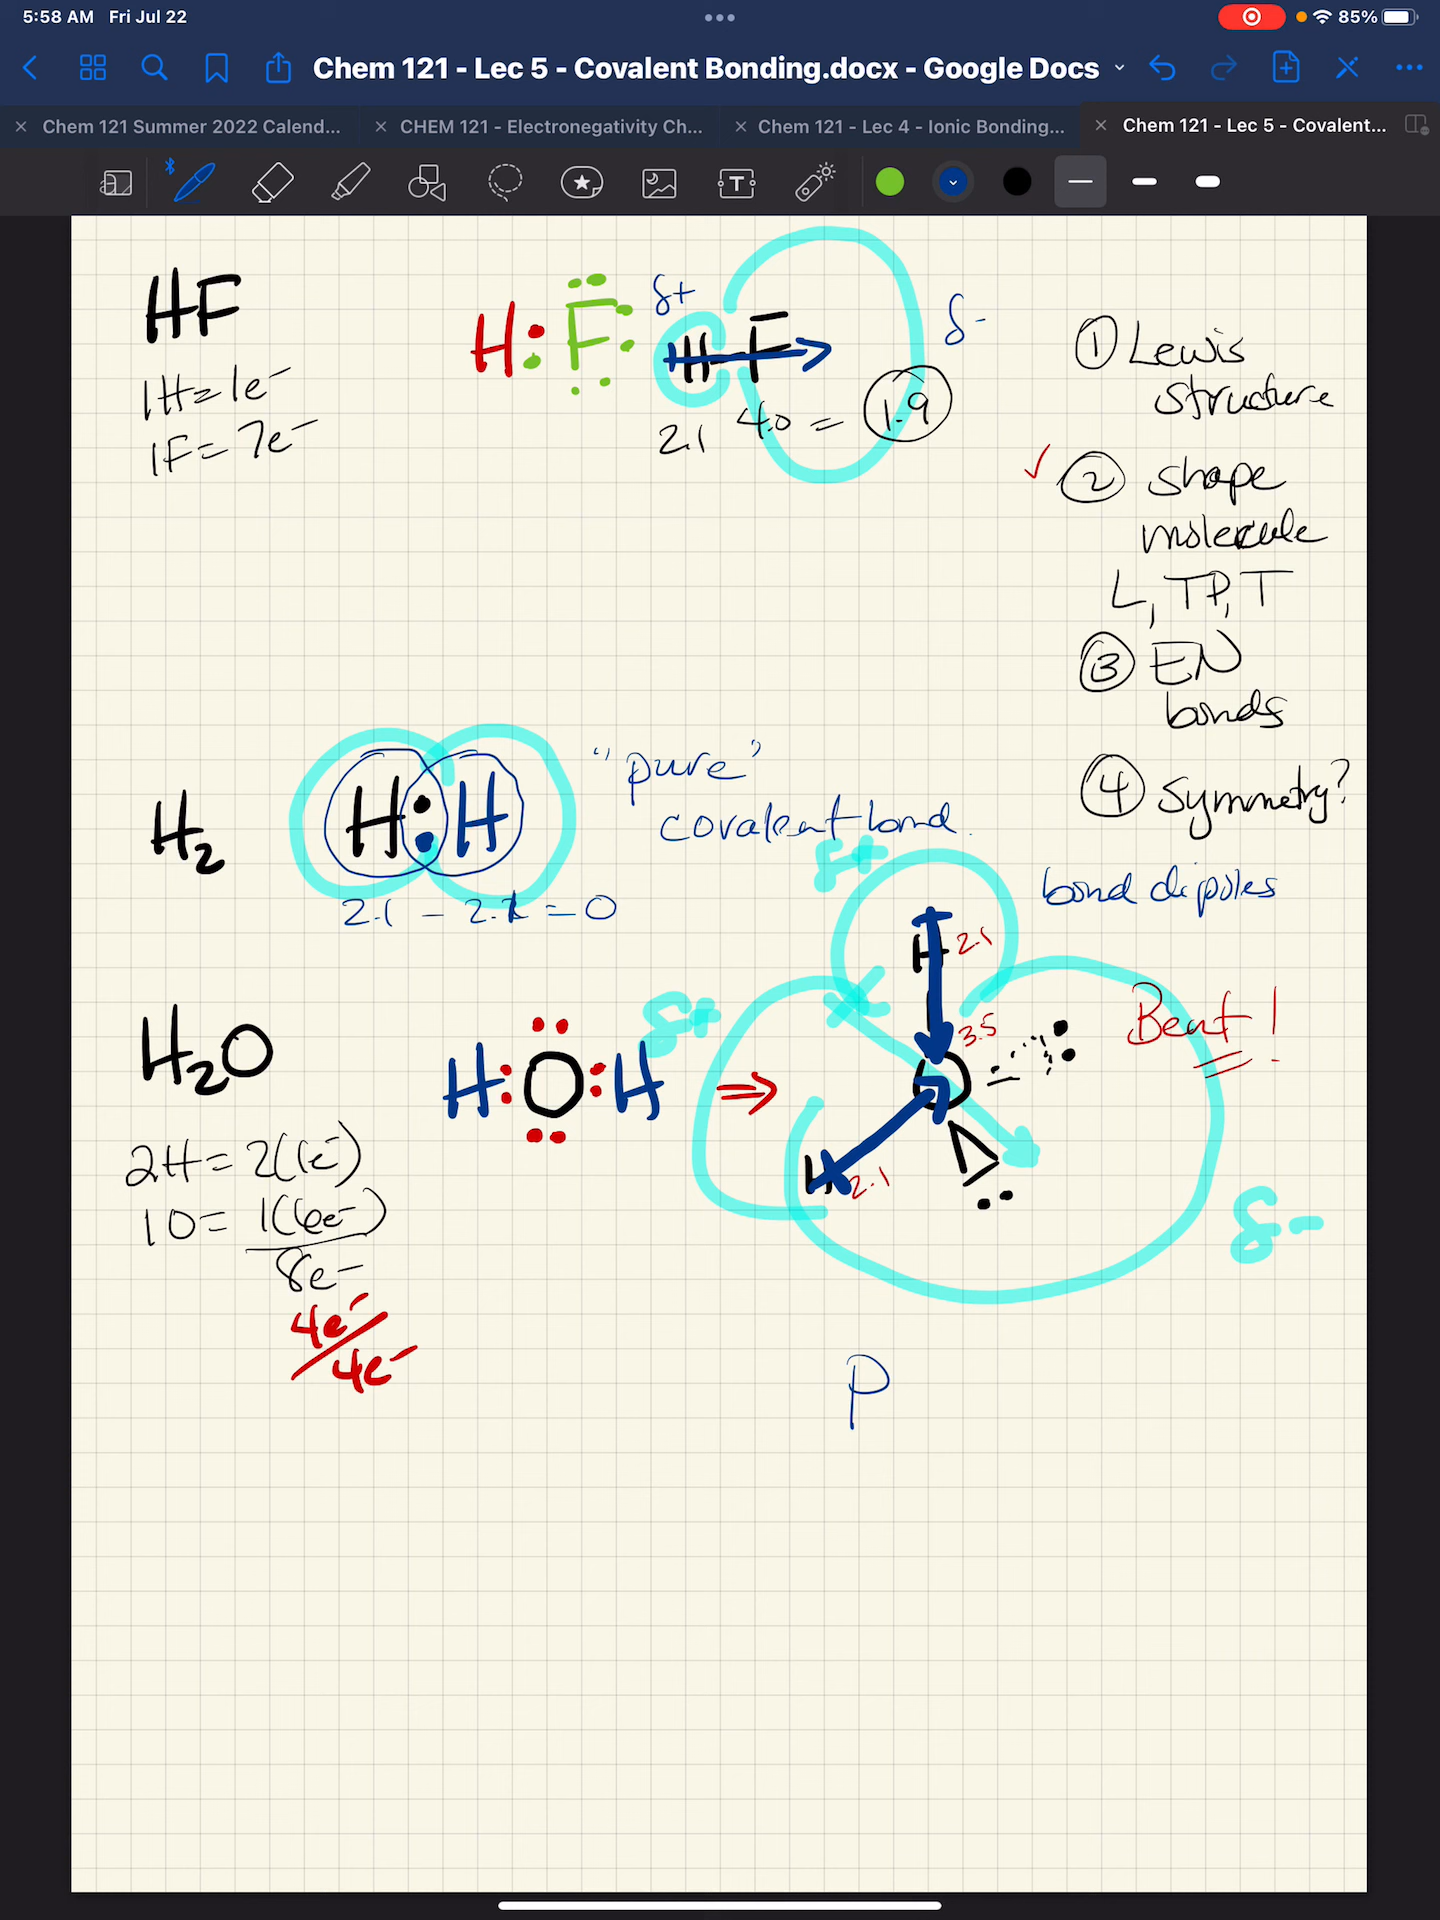 5:58 AM Fri Jul 22
85%
Chem 121 - Lec 5 - Covalent Bonding.docx - Google Docs
Chem 121 Summer 2022 Calend...
CHEM 121 - Electronegativity Ch...
Chem 121 - Lec 4 - Ionic Bonding...
Chem 121 - Lec 5 - Covalent...
HF
1H=1e-
1F=7e-
H:F
δ+
H-F
δ-
2.1 4.0 = 1.9
① Lewis
structure
✓ ② shape
molecule
L, TP, T
③ EN
bonds
④ symmetry?
bond dipoles
H₂
H:H
"pure"
covalent bond.
2.1 - 2.1 = 0
H₂O
2H=2(1e-)
1O=1(6e-)
8e-
4e-
4e-
H:O:H
⇒
δ+
δ+
H 2.1
3.5
O
H 2.1
Bent!
δ-
P